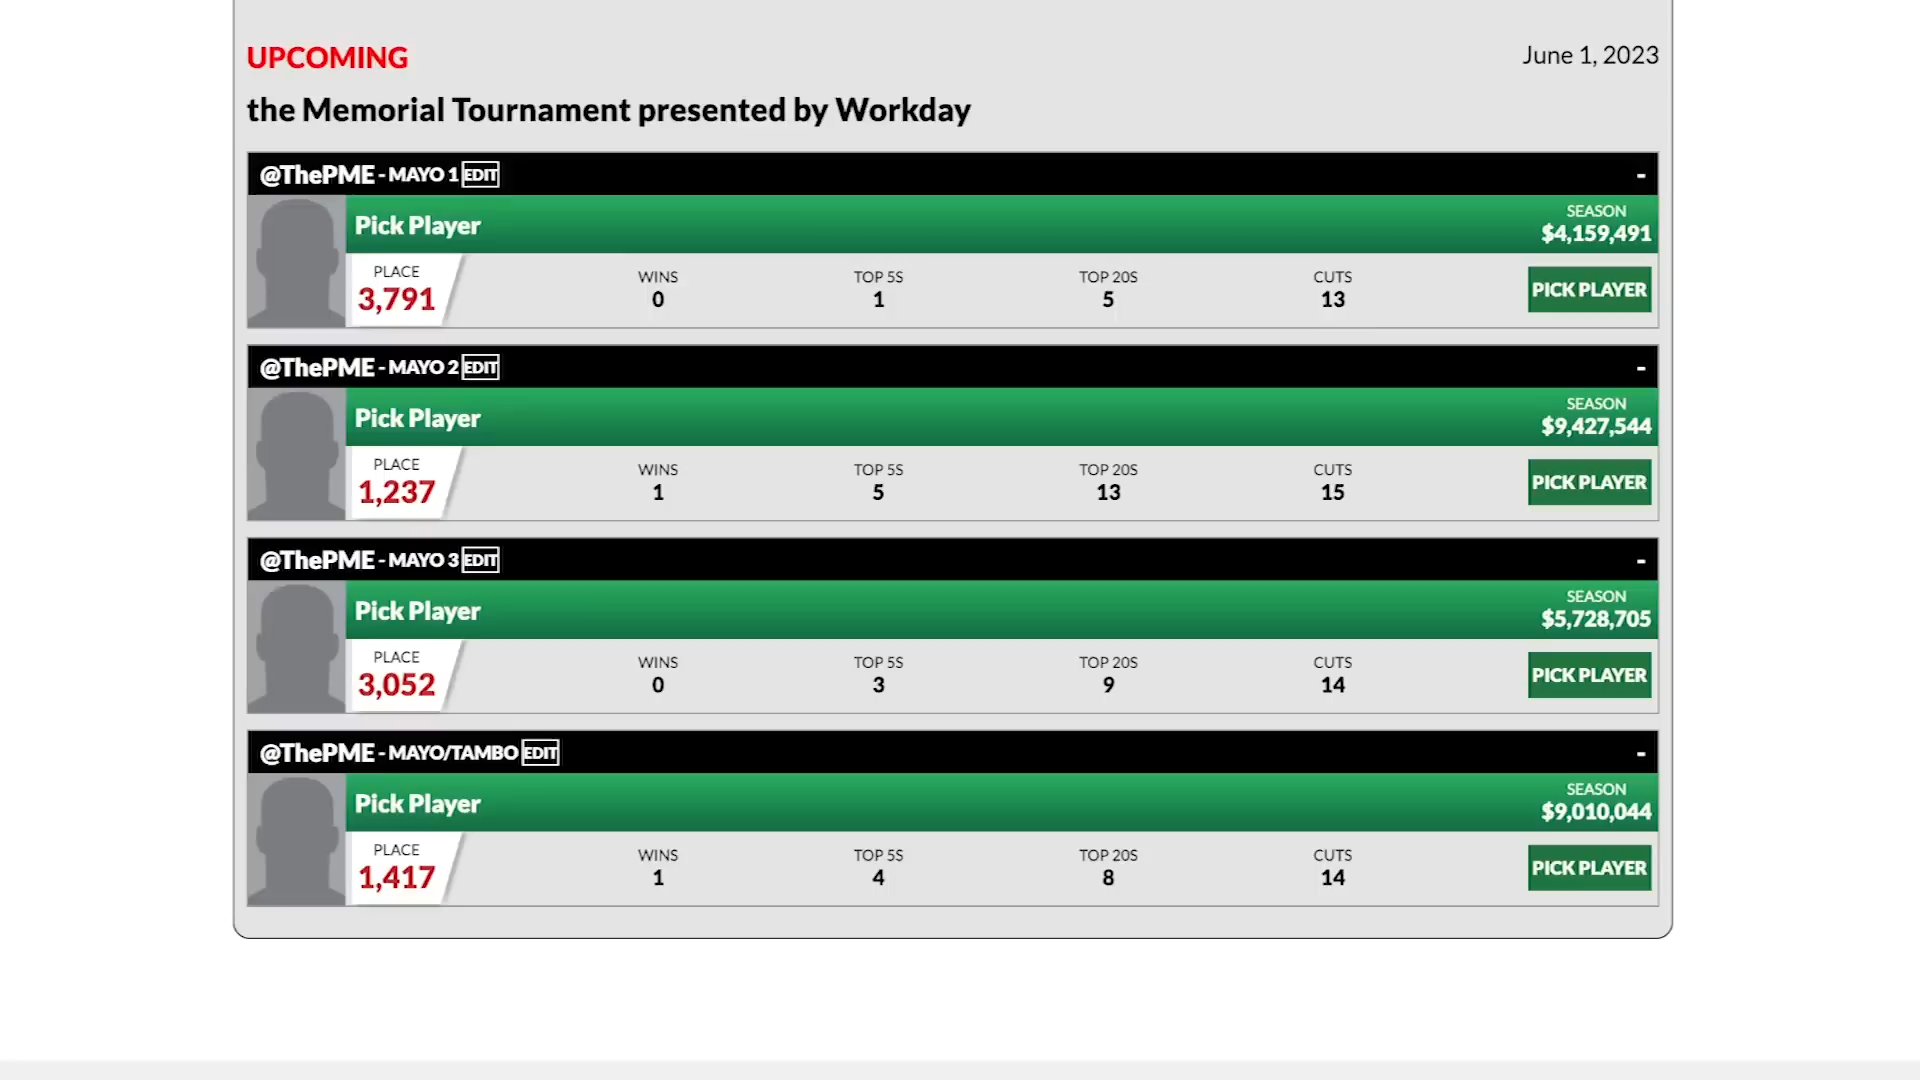 UPCOMING
June 1, 2023
the Memorial Tournament presented by Workday
@ThePME - MAYO 1 EDIT -
Pick Player
SEASON
$4,159,491
PLACE
3,791
WINS
0
TOP 5S
1
TOP 20S
5
CUTS
13
PICK PLAYER
@ThePME - MAYO 2 EDIT -
Pick Player
SEASON
$9,427,544
PLACE
1,237
WINS
1
TOP 5S
5
TOP 20S
13
CUTS
15
PICK PLAYER
@ThePME - MAYO 3 EDIT -
Pick Player
SEASON
$5,728,705
PLACE
3,052
WINS
0
TOP 5S
3
TOP 20S
9
CUTS
14
PICK PLAYER
@ThePME - MAYO/TAMBO EDIT -
Pick Player
SEASON
$9,010,044
PLACE
1,417
WINS
1
TOP 5S
4
TOP 20S
8
CUTS
14
PICK PLAYER